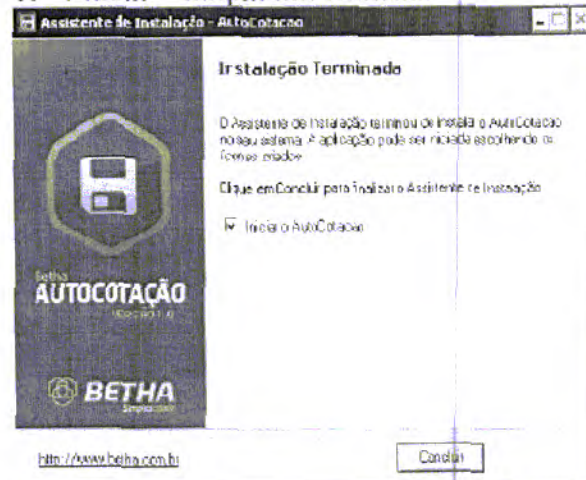 Assistente de Instalação - AutoCotacao
Instalação Terminada
O Assistente de Instalação terminou de instalar o AutoCotacao
no seu sistema. A aplicação pode ser iniciada escolhendo os
ícones criados
Clique em Concluir para finalizar o Assistente de Instalação
Iniciar o AutoCotacao
Betha
AUTOCOTAÇÃO
BETHA
http://www.betha.com.br
Concluir